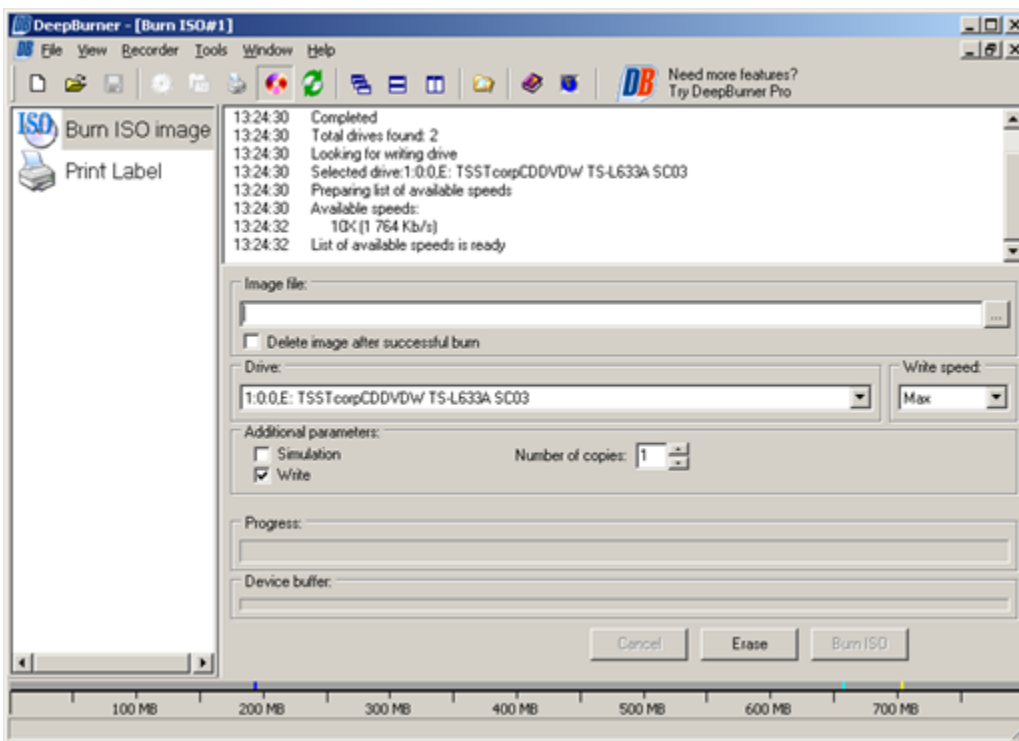 DeepBurner - [Burn ISO#1]
File View Recorder Tools Window Help
DB Need more features?
Try DeepBurner Pro
ISO Burn ISO image
Print Label
13:24:30 Completed
13:24:30 Total drives found: 2
13:24:30 Looking for writing drive
13:24:30 Selected drive:1:0:0,E: TSSTcorpCDDVDW TS-L633A SC03
13:24:30 Preparing list of available speeds
13:24:30 Available speeds:
13:24:32 10X (1 764 Kb/s)
13:24:32 List of available speeds is ready
Image file:
...
Delete image after successful burn
Drive:
Write speed:
1:0:0,E: TSSTcorpCDDVDW TS-L633A SC03
Max
Additional parameters:
Simulation
Number of copies: 1
Write
Progress:
Device buffer:
Cancel Erase Burn ISO
100 MB 200 MB 300 MB 400 MB 500 MB 600 MB 700 MB